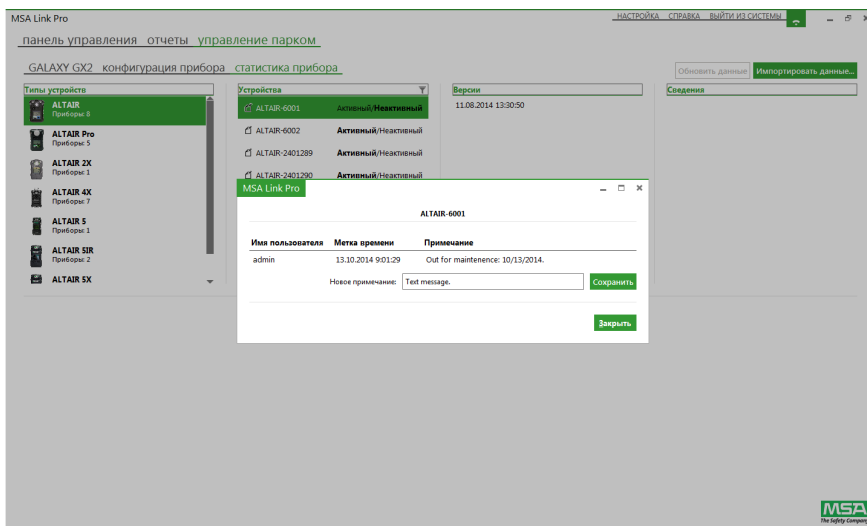 MSA Link Pro
НАСТРОЙКА СПРАВКА ВЫЙТИ ИЗ СИСТЕМЫ
панель управления отчеты управление парком
GALAXY GX2 конфигурация прибора статистика прибора
Обновить данные Импортировать данные...
Типы устройств Устройства Версии Сведения
ALTAIR
Приборы: 8
ALTAIR Pro
Приборы: 5
ALTAIR 2X
Приборы: 1
ALTAIR 4X
Приборы: 7
ALTAIR 5
Приборы: 1
ALTAIR 5IR
Приборы: 2
ALTAIR 5X
ALTAIR-6001 Активный/Неактивный
ALTAIR-6002 Активный/Неактивный
ALTAIR-2401289 Активный/Неактивный
ALTAIR-2401290 Активный/Неактивный
11.08.2014 13:30:50
MSA Link Pro
ALTAIR-6001
Имя пользователя Метка времени Примечание
admin 13.10.2014 9:01:29 Out for maintenence: 10/13/2014.
Новое примечание: Text message. Сохранить
Закрыть
MSA
The Safety Company